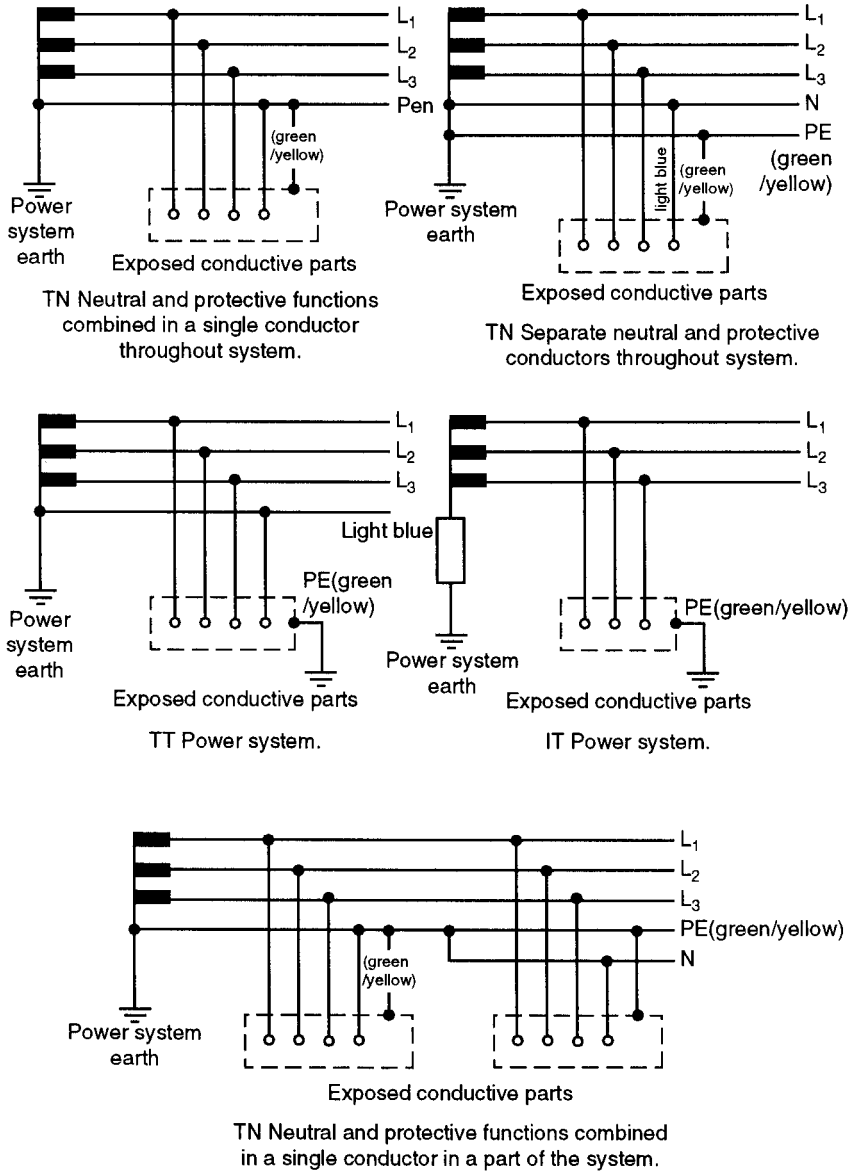 L1
L2
L3
Pen
(green
/yellow)
Power
system
earth
Exposed conductive parts
TN Neutral and protective functions
combined in a single conductor
throughout system.
L1
L2
L3
N
PE
(green
/yellow)
light blue
(green
/yellow)
Power system
earth
Exposed conductive parts
TN Separate neutral and protective
conductors throughout system.
L1
L2
L3
Light blue
PE(green
/yellow)
Power
system
earth
Exposed conductive parts
TT Power system.
L1
L2
L3
PE(green/yellow)
Power system
earth
Exposed conductive parts
IT Power system.
L1
L2
L3
PE(green/yellow)
N
(green
/yellow)
Power system
earth
Exposed conductive parts
TN Neutral and protective functions combined
in a single conductor in a part of the system.